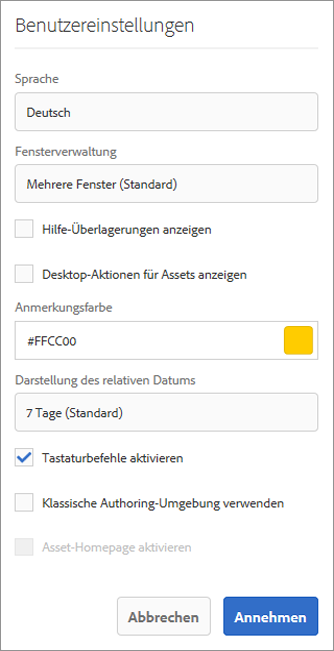 Benutzereinstellungen
Sprache
Deutsch
Fensterverwaltung
Mehrere Fenster (Standard)
Hilfe-Überlagerungen anzeigen
Desktop-Aktionen für Assets anzeigen
Anmerkungsfarbe
#FFCC00
Darstellung des relativen Datums
7 Tage (Standard)
Tastaturbefehle aktivieren
Klassische Authoring-Umgebung verwenden
Asset-Homepage aktivieren
Abbrechen Annehmen